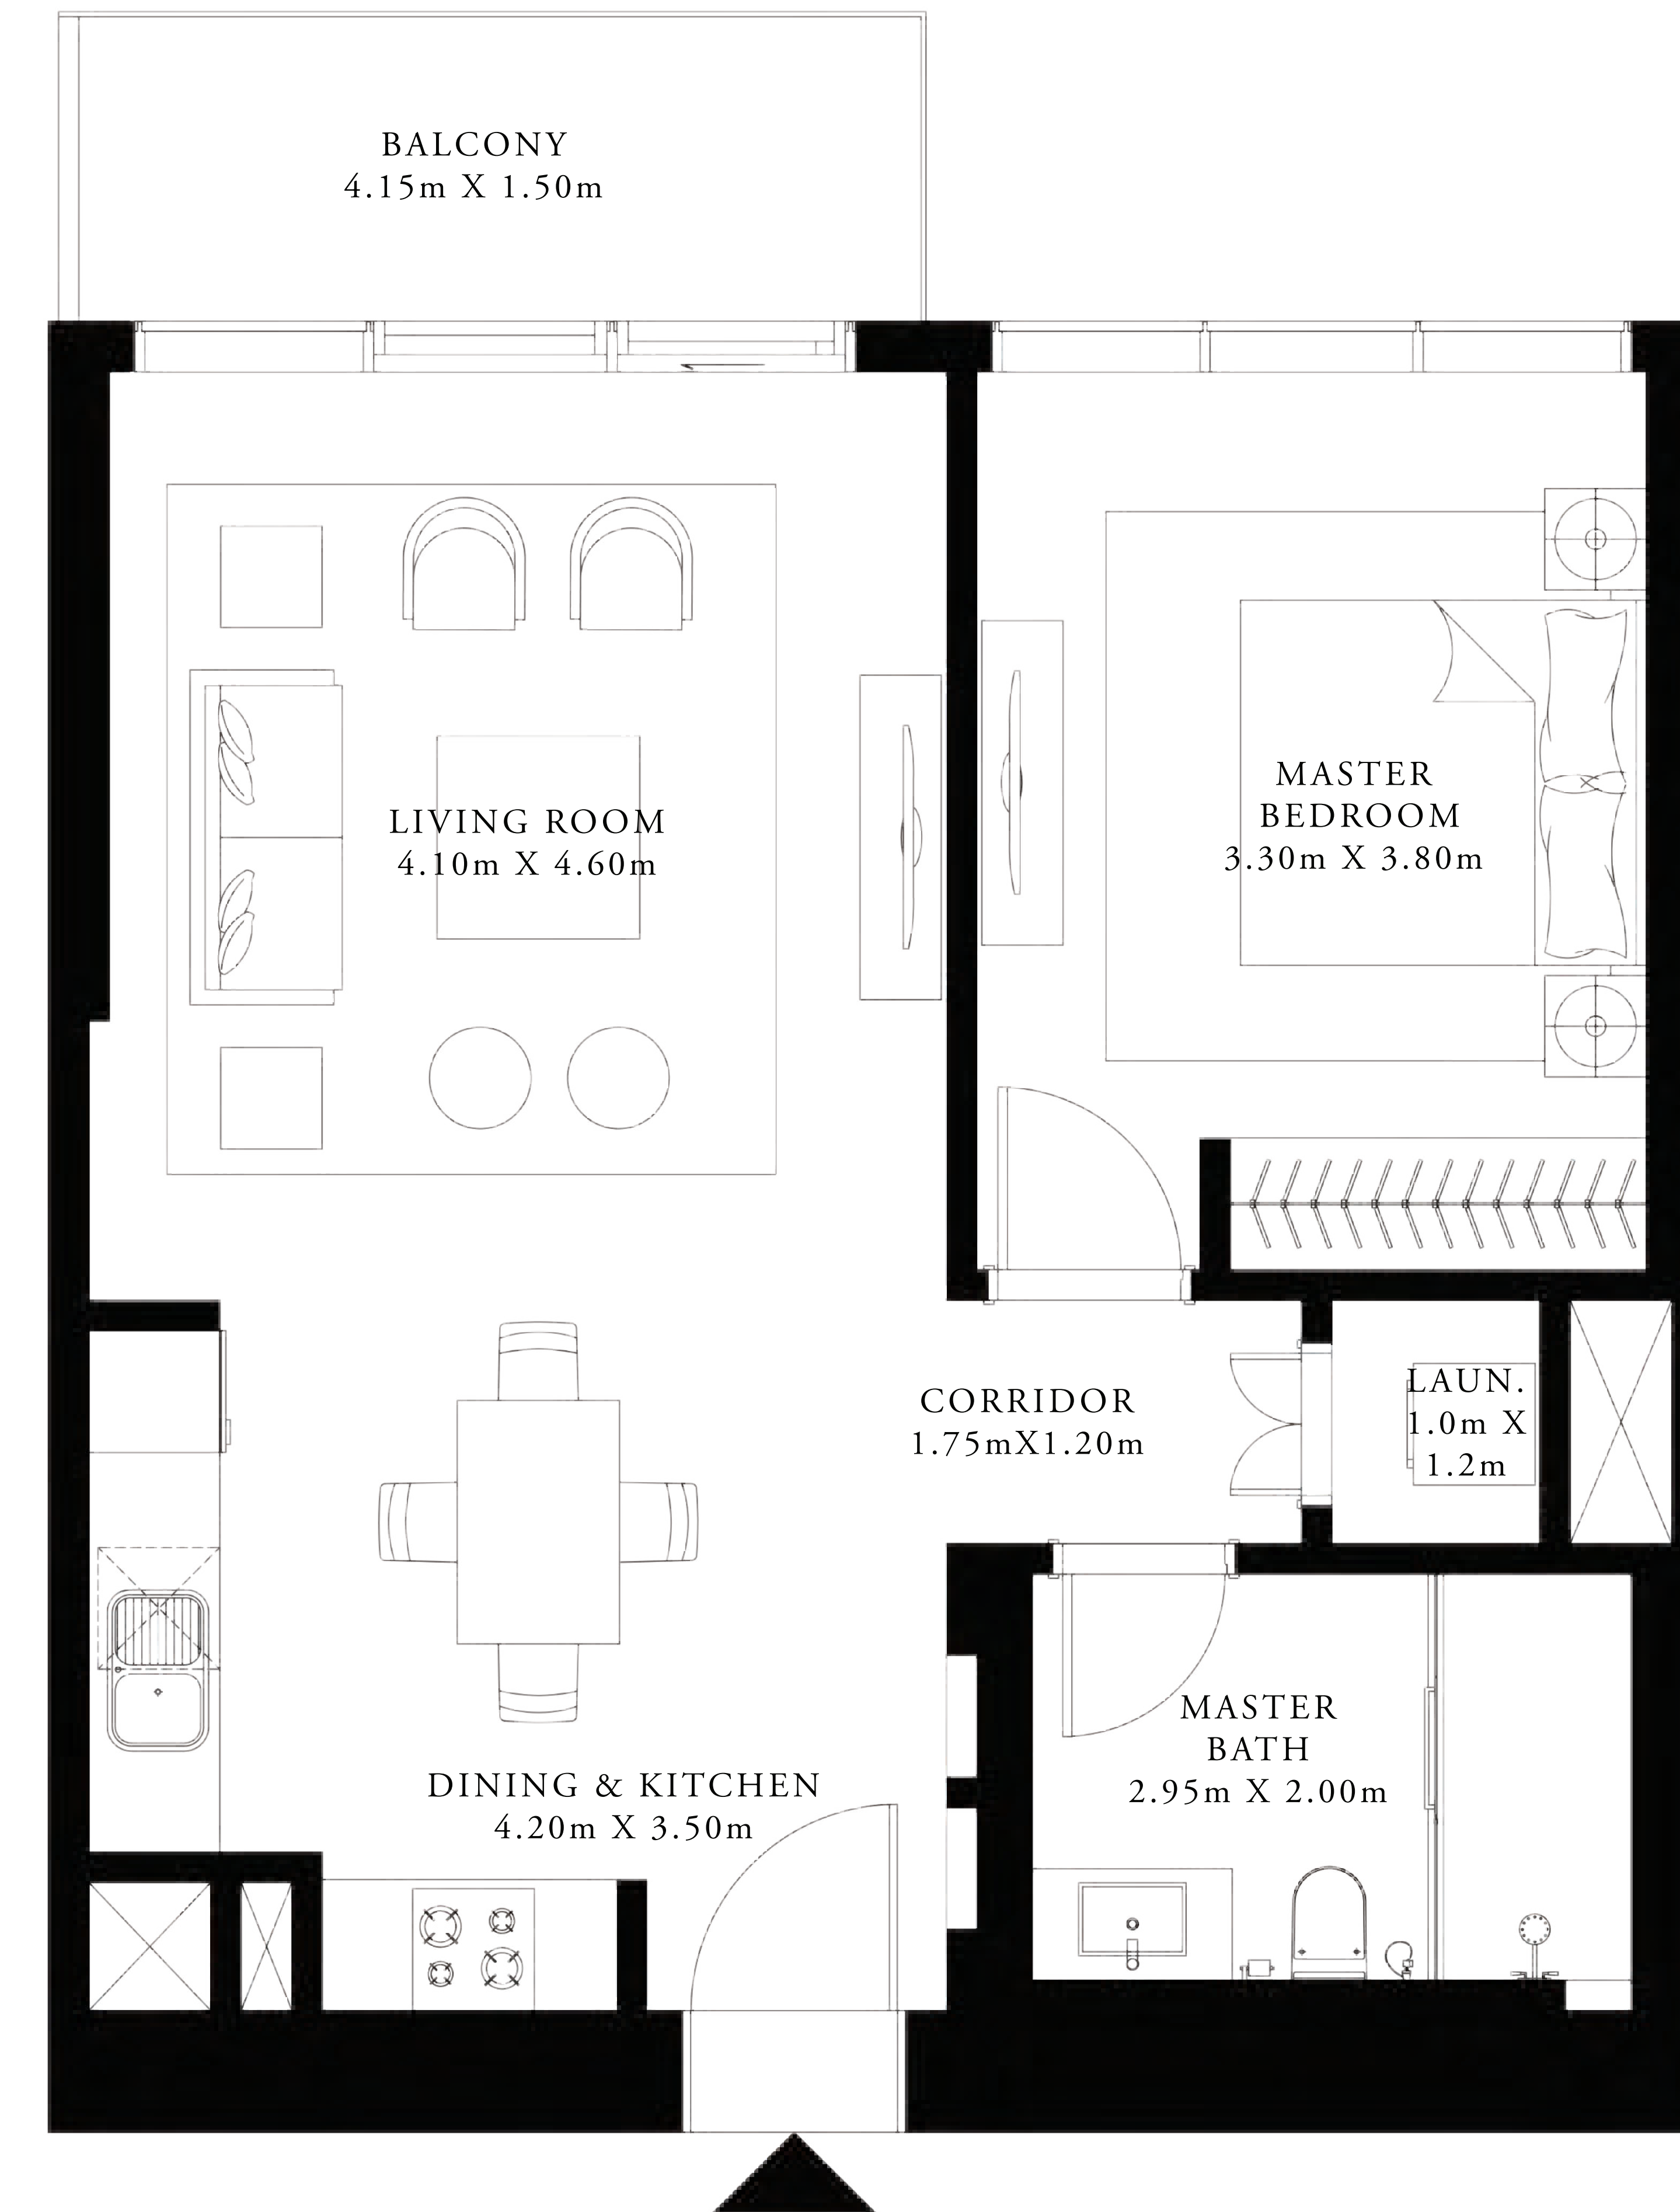 BALCONY
4.15m X 1.50m
LIVING ROOM
4.10m X 4.60m
MASTER
BEDROOM
3.30m X 3.80m
CORRIDOR
1.75mX1.20m
LAUN.
1.0m X
1.2m
MASTER
BATH
2.95m X 2.00m
DINING & KITCHEN
4.20m X 3.50m